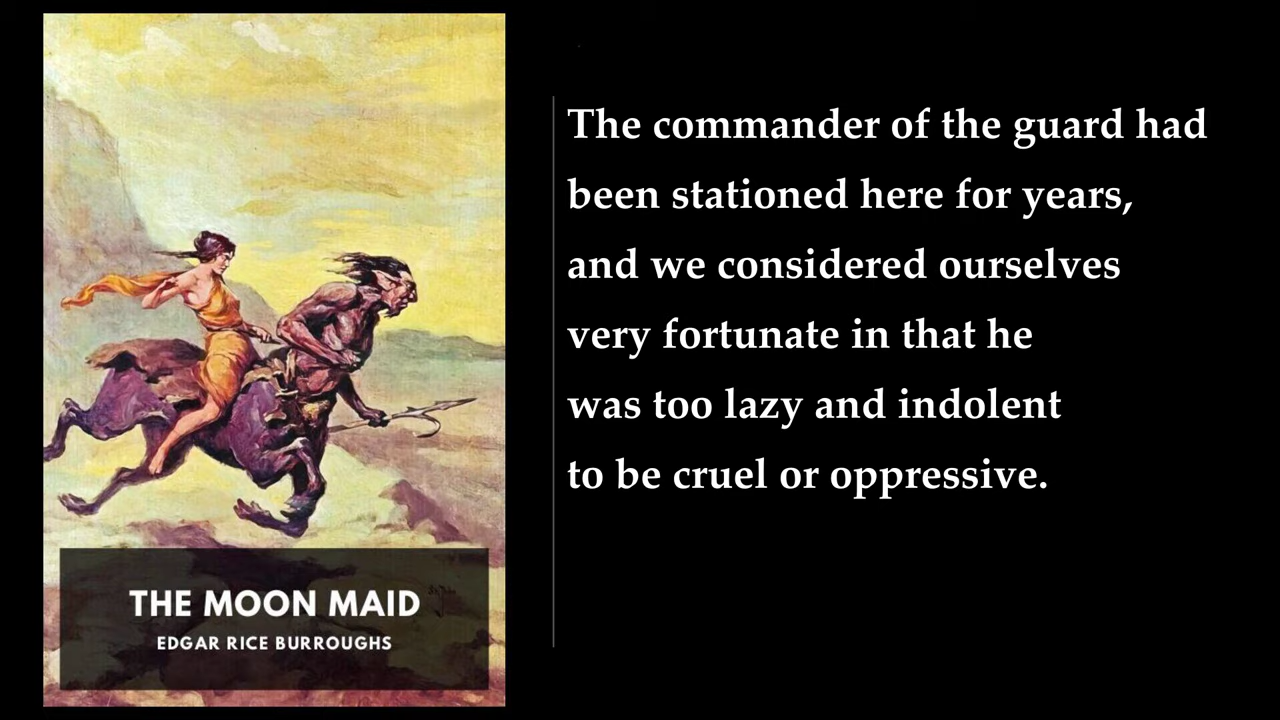 The commander of the guard had
been stationed here for years,
and we considered ourselves
very fortunate in that he
was too lazy and indolent
to be cruel or oppressive.
THE MOON MAID
EDGAR RICE BURROUGHS